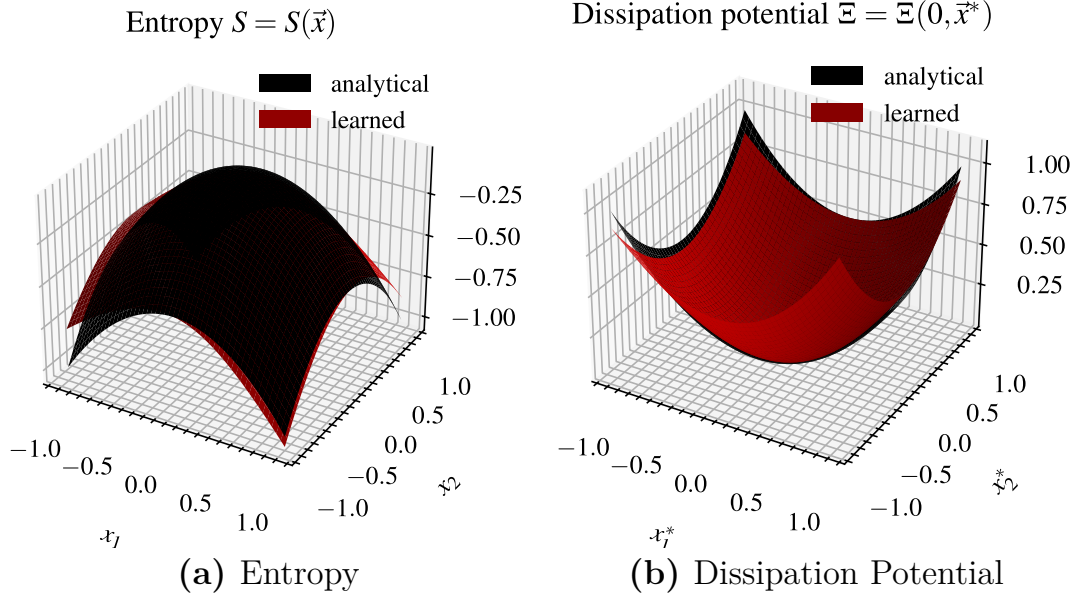 Entropy S = S(x⃗)
analytical
learned
−0.25
−0.50
−0.75
−1.00
1.0
0.5
0.0
−0.5
−1.0
x₂
−1.0
−0.5
0.0
0.5
1.0
x₁
(a) Entropy
Dissipation potential Ξ = Ξ(0, x⃗*)
analytical
learned
1.00
0.75
0.50
0.25
1.0
0.5
0.0
−0.5
−1.0
x₂*
−1.0
−0.5
0.0
0.5
1.0
x₁*
(b) Dissipation Potential